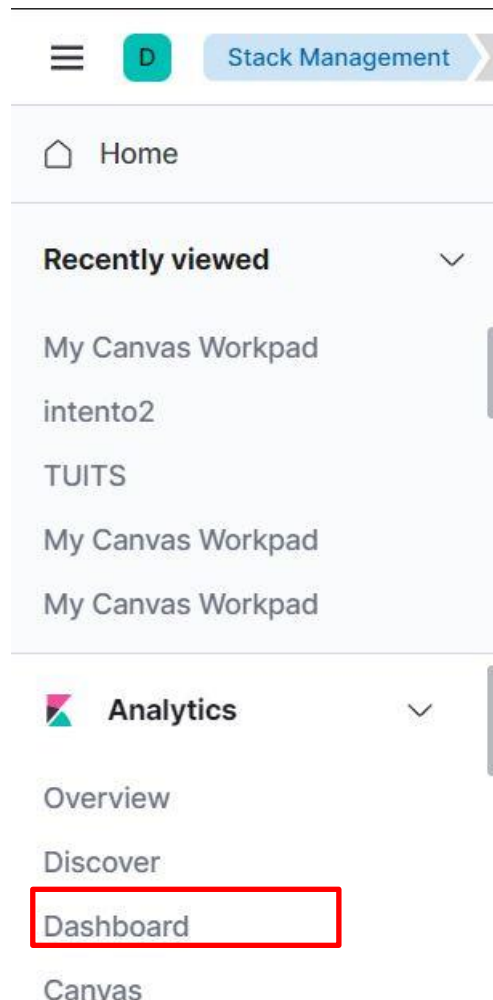 D Stack Management
Home
Recently viewed
My Canvas Workpad
intento2
TUITS
My Canvas Workpad
My Canvas Workpad
Analytics
Overview
Discover
Dashboard
Canvas